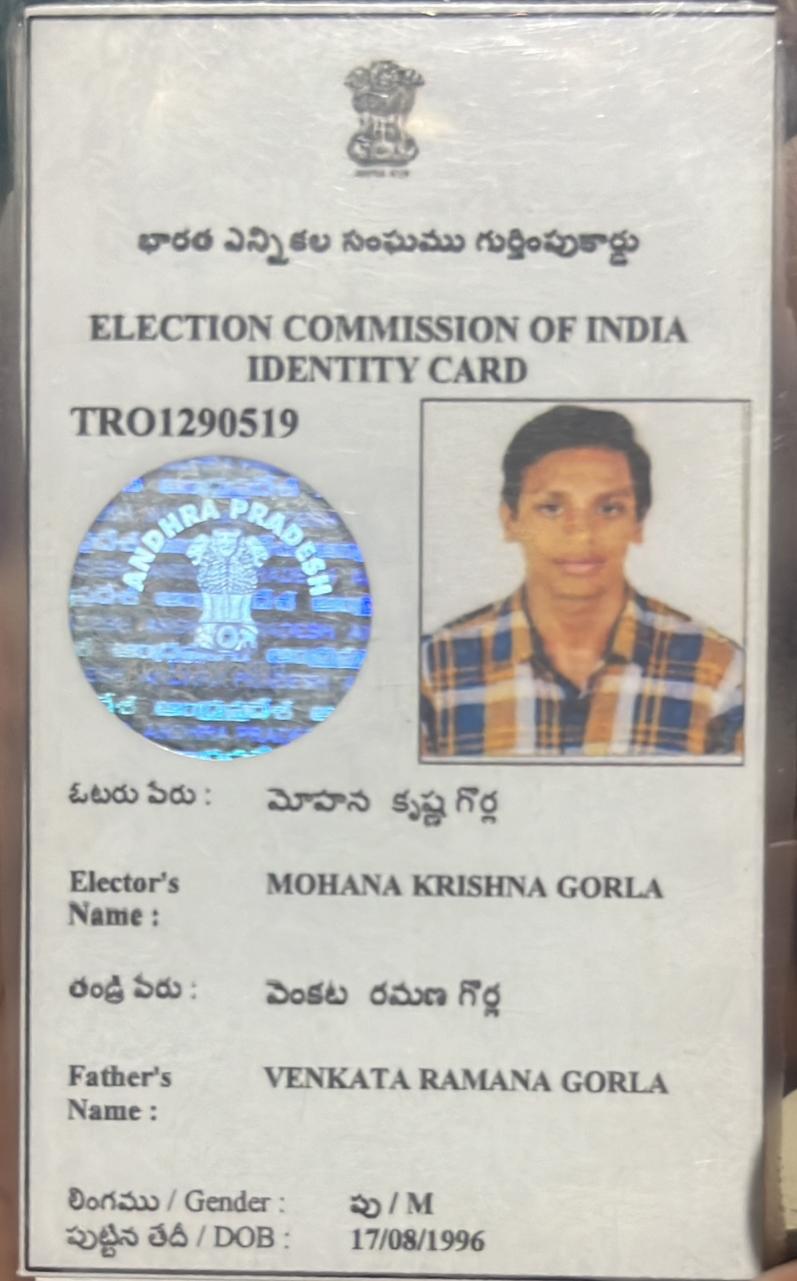 భారత ఎన్నికల సంఘము గుర్తింపుకార్డు
ELECTION COMMISSION OF INDIA
IDENTITY CARD
TRO1290519
ANDHRA PRADESH
ఓటరు పేరు : మోహన కృష్ణ గొర్ల
Elector's Name : MOHANA KRISHNA GORLA
తండ్రి పేరు : వెంకట రమణ గొర్ల
Father's Name : VENKATA RAMANA GORLA
లింగము / Gender : పు / M
పుట్టిన తేదీ / DOB : 17/08/1996